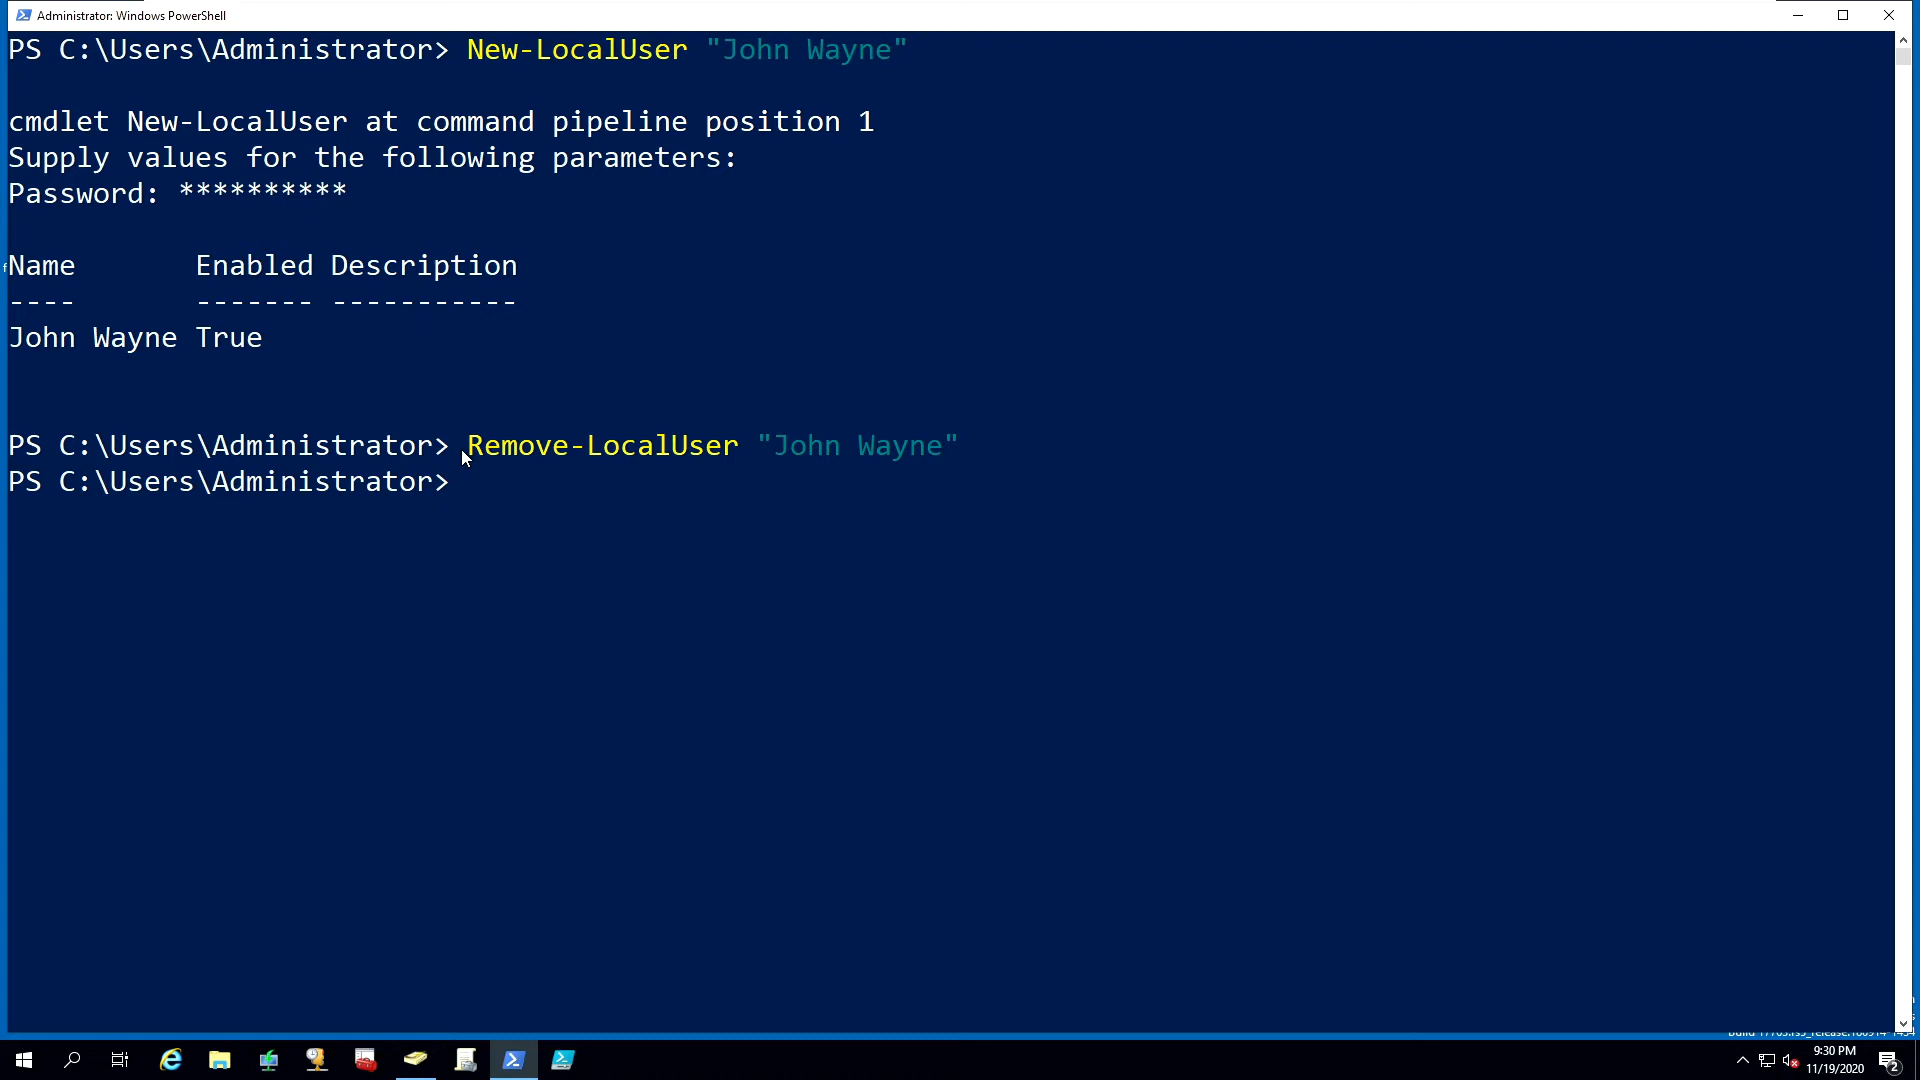 Administrator: Windows PowerShell
PS C:\Users\Administrator> New-LocalUser "John Wayne"
cmdlet New-LocalUser at command pipeline position 1
Supply values for the following parameters:
Password: **********
Name       Enabled Description
----       ------- -----------
John Wayne True
PS C:\Users\Administrator> Remove-LocalUser "John Wayne"
PS C:\Users\Administrator>
9:30 PM
11/19/2020
2